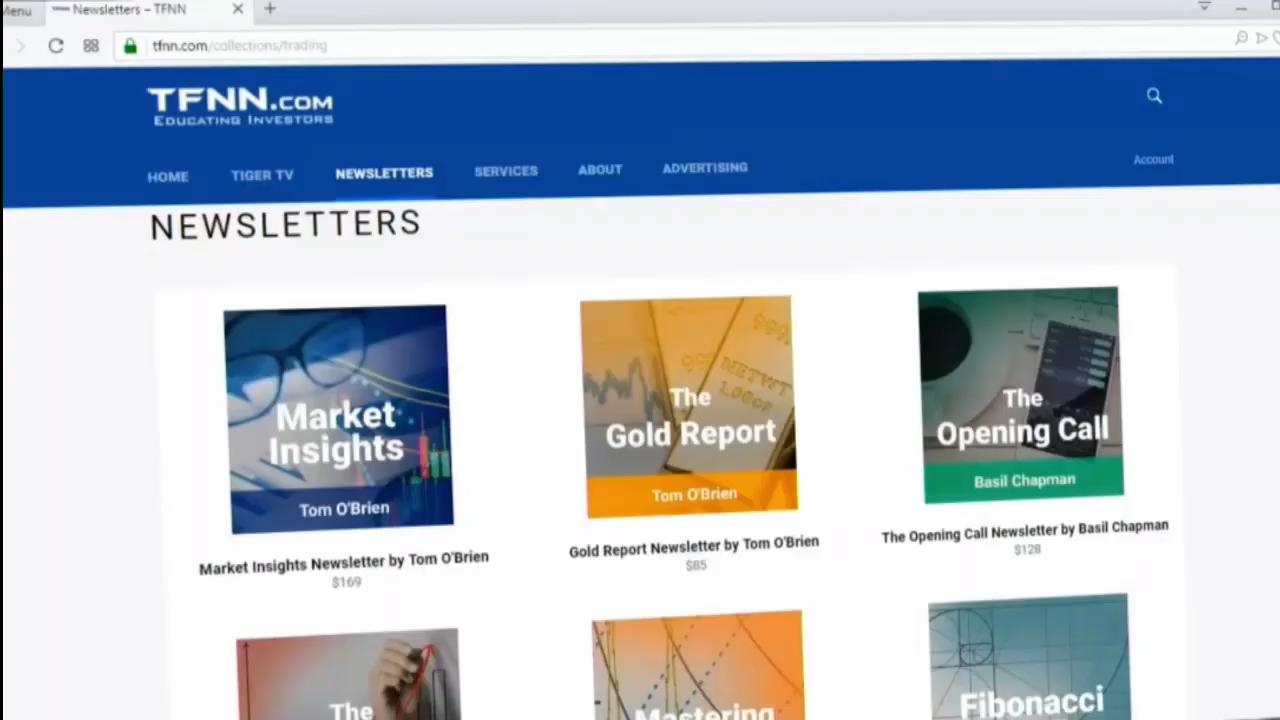 Menu
Newsletters – TFNN
tfnn.com/collections/trading
TFNN.COM
EDUCATING INVESTORS
HOME TIGER TV NEWSLETTERS SERVICES ABOUT ADVERTISING
Account
NEWSLETTERS
Market
Insights
Tom O'Brien
Market Insights Newsletter by Tom O'Brien
$169
The
Gold Report
Tom O'Brien
Gold Report Newsletter by Tom O'Brien
$85
The
Opening Call
Basil Chapman
The Opening Call Newsletter by Basil Chapman
$128
The
Mastering
Fibonacci